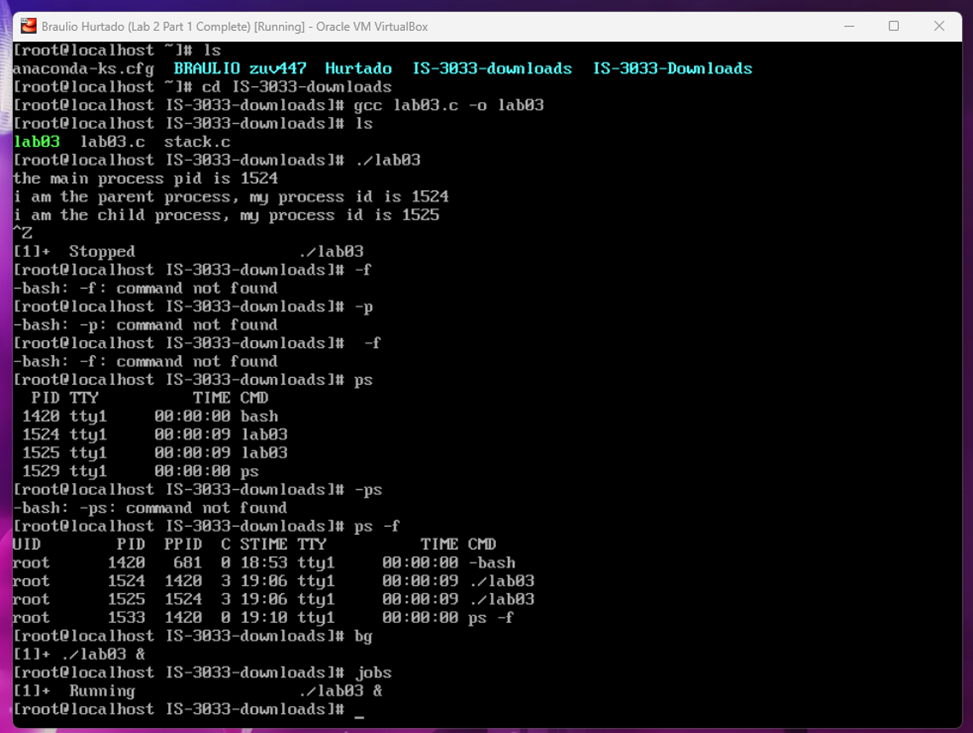 Braulio Hurtado (Lab 2 Part 1 Complete) [Running] - Oracle VM VirtualBox
[root@localhost ~]# ls
anaconda-ks.cfg  BRAULIO zuv447  Hurtado  IS-3033-downloads  IS-3033-Downloads
[root@localhost ~]# cd IS-3033-downloads
[root@localhost IS-3033-downloads]# gcc lab03.c -o lab03
[root@localhost IS-3033-downloads]# ls
lab03  lab03.c  stack.c
[root@localhost IS-3033-downloads]# ./lab03
the main process pid is 1524
i am the parent process, my process id is 1524
i am the child process, my process id is 1525
^Z
[1]+  Stopped                 ./lab03
[root@localhost IS-3033-downloads]# -f
-bash: -f: command not found
[root@localhost IS-3033-downloads]# -p
-bash: -p: command not found
[root@localhost IS-3033-downloads]#  -f
-bash: -f: command not found
[root@localhost IS-3033-downloads]# ps
  PID TTY          TIME CMD
 1420 tty1     00:00:00 bash
 1524 tty1     00:00:09 lab03
 1525 tty1     00:00:09 lab03
 1529 tty1     00:00:00 ps
[root@localhost IS-3033-downloads]# -ps
-bash: -ps: command not found
[root@localhost IS-3033-downloads]# ps -f
UID        PID  PPID  C STIME TTY          TIME CMD
root      1420   681  0 18:53 tty1     00:00:00 -bash
root      1524  1420  3 19:06 tty1     00:00:09 ./lab03
root      1525  1524  3 19:06 tty1     00:00:09 ./lab03
root      1533  1420  0 19:10 tty1     00:00:00 ps -f
[root@localhost IS-3033-downloads]# bg
[1]+ ./lab03 &
[root@localhost IS-3033-downloads]# jobs
[1]+  Running                 ./lab03 &
[root@localhost IS-3033-downloads]# _